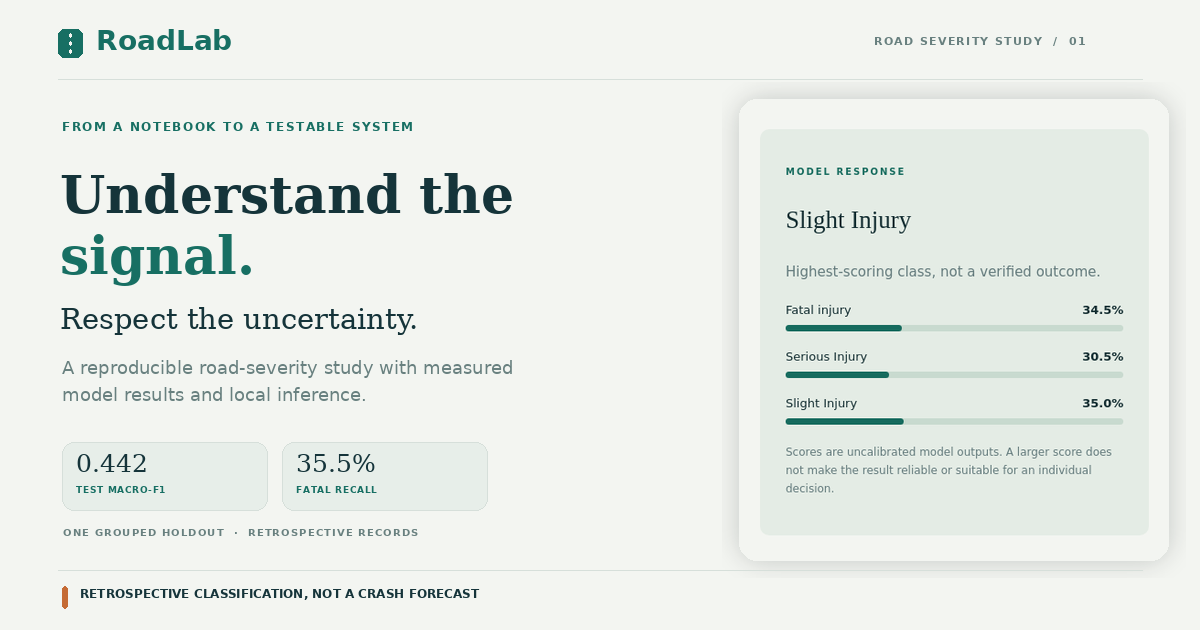 RoadLab
ROAD SEVERITY STUDY / 01
FROM A NOTEBOOK TO A TESTABLE SYSTEM
Understand the
signal.
Respect the uncertainty.
A reproducible road-severity study with measured
model results and local inference.
0.442
TEST MACRO-F1
35.5%
FATAL RECALL
ONE GROUPED HOLDOUT · RETROSPECTIVE RECORDS
MODEL RESPONSE
Slight Injury
Highest-scoring class, not a verified outcome.
Fatal injury 34.5%
Serious Injury 30.5%
Slight Injury 35.0%
Scores are uncalibrated model outputs. A larger score does
not make the result reliable or suitable for an individual
decision.
RETROSPECTIVE CLASSIFICATION, NOT A CRASH FORECAST